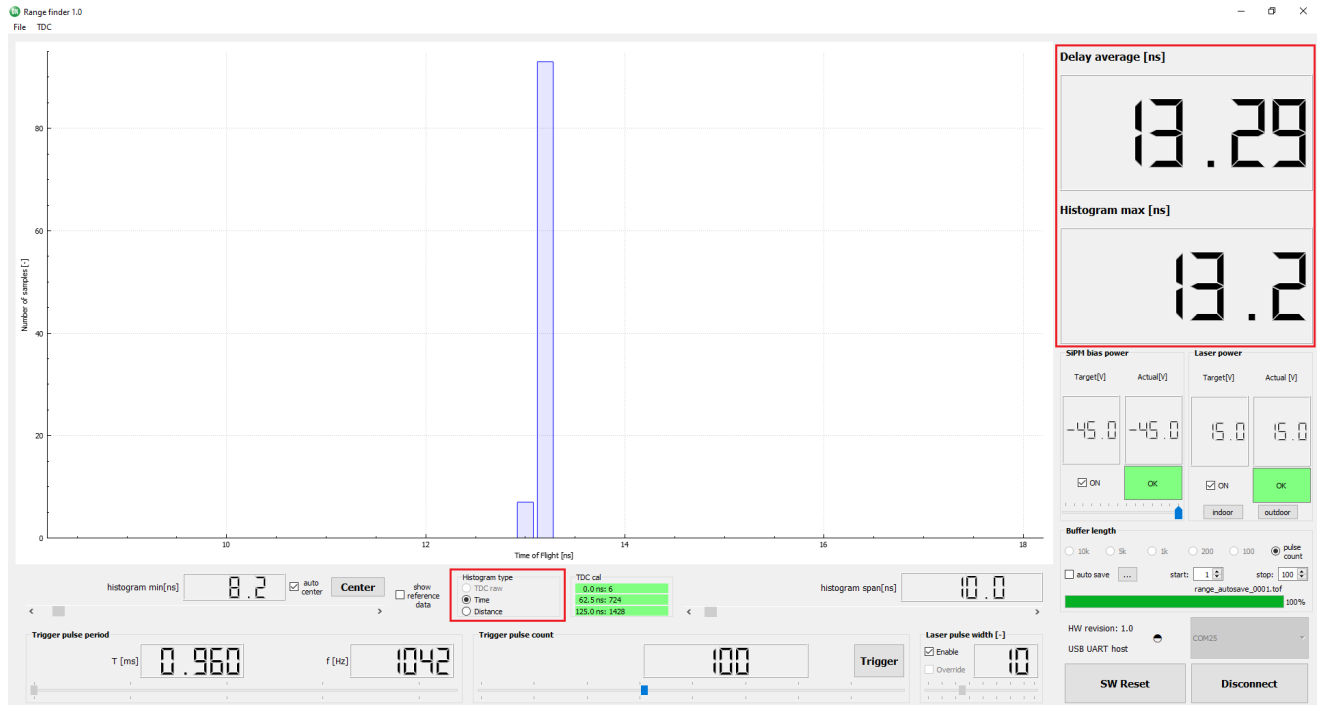 Range finder 1.0
File TDC
Delay average [ns]
13.29
Histogram max [ns]
13.2
Number of samples [-]
80
60
40
20
0
10 12 14 16 18
Time of Flight [ns]
SiPM bias power
Target[V] Actual[V]
-45.0 -45.0
ON OK
Laser power
Target[V] Actual [V]
15.0 15.0
ON OK
indoor outdoor
Buffer length
10k 5k 1k 200 100 pulse count
auto save ... start: 1 stop: 100
range_autosave_0001.tof
100%
histogram min[ns] 8.2 auto center Center show reference data
Histogram type
TDC raw
Time
Distance
TDC cal
0.0 ns: 6
62.5 ns: 724
125.0 ns: 1428
histogram span[ns] 10.0
Trigger pulse period
T [ms] 0.960 f [Hz] 1042
Trigger pulse count
100 Trigger
Laser pulse width [-]
Enable
Override
10
HW revision: 1.0
USB UART host
COM25
SW Reset Disconnect